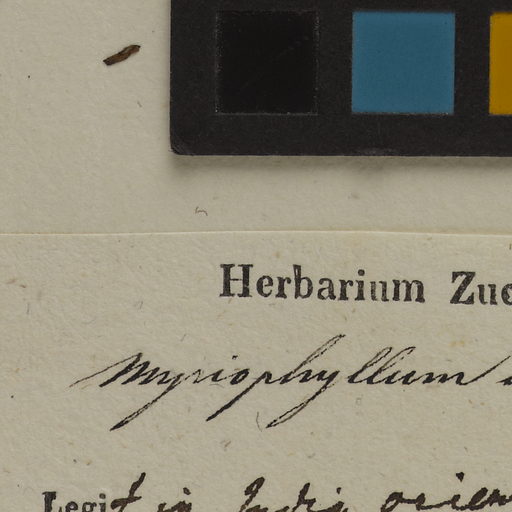 Herbarium Zuc
Myriophyllum
Legit in India orien